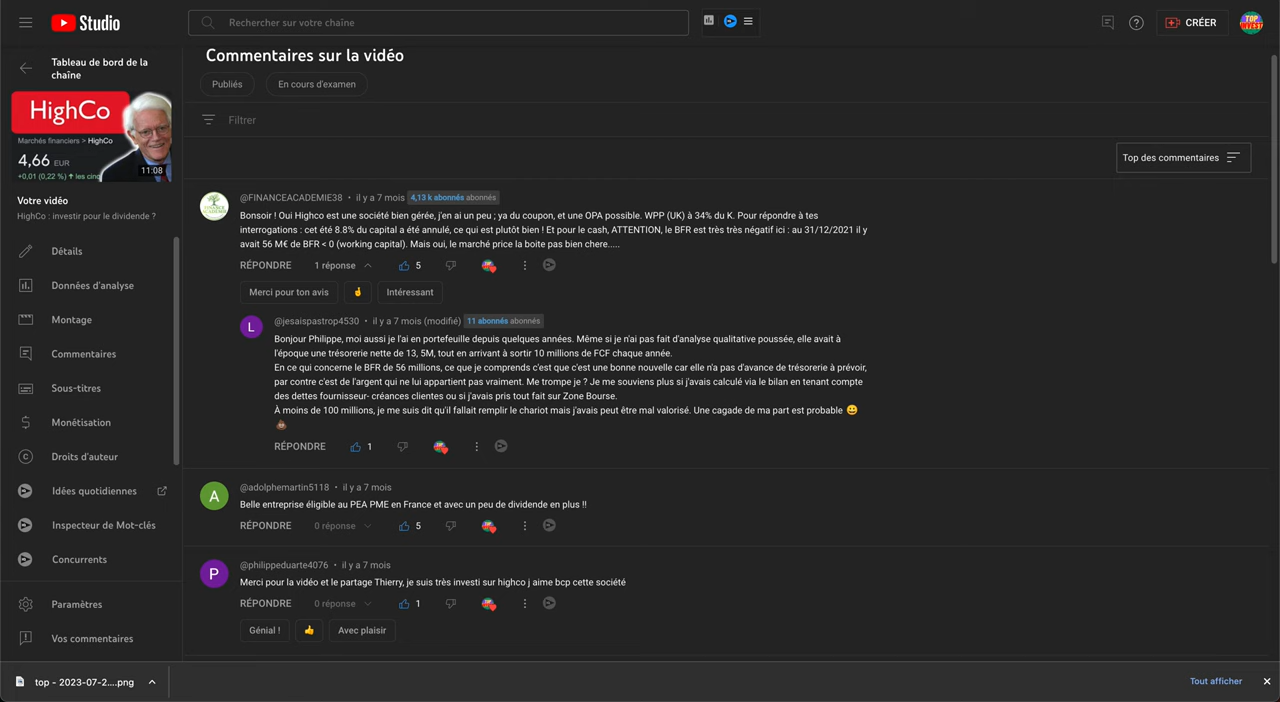 Studio
Rechercher sur votre chaîne
CRÉER
TOP INVEST
Tableau de bord de la
chaîne
HighCo
Marchés financiers > HighCo
4,66 EUR
+0,01 (0,22 %) ↑ les cinq
11:08
Votre vidéo
HighCo : investir pour le dividende ?
Détails
Données d'analyse
Montage
Commentaires
Sous-titres
Monétisation
Droits d'auteur
Idées quotidiennes
Inspecteur de Mot-clés
Concurrents
Paramètres
Vos commentaires
Commentaires sur la vidéo
Publiés
En cours d'examen
Filtrer
Top des commentaires
@FINANCEACADEMIE38 • il y a 7 mois 4,13 k abonnés abonnés
Bonsoir ! Oui Highco est une société bien gérée, j'en ai un peu ; ya du coupon, et une OPA possible. WPP (UK) à 34% du K. Pour répondre à tes
interrogations : cet été 8.8% du capital a été annulé, ce qui est plutôt bien ! Et pour le cash, ATTENTION, le BFR est très très négatif ici : au 31/12/2021 il y
avait 56 M€ de BFR < 0 (working capital). Mais oui, le marché price la boite pas bien chere.....
RÉPONDRE 1 réponse 5
Merci pour ton avis 🤞 Intéressant
L
@jesaispastrop4530 • il y a 7 mois (modifié) 11 abonnés abonnés
Bonjour Philippe, moi aussi je l'ai en portefeuille depuis quelques années. Même si je n'ai pas fait d'analyse qualitative poussée, elle avait à
l'époque une trésorerie nette de 13, 5M, tout en arrivant à sortir 10 millions de FCF chaque année.
En ce qui concerne le BFR de 56 millions, ce que je comprends c'est que c'est une bonne nouvelle car elle n'a pas d'avance de trésorerie à prévoir,
par contre c'est de l'argent qui ne lui appartient pas vraiment. Me trompe je ? Je me souviens plus si j'avais calculé via le bilan en tenant compte
des dettes fournisseur- créances clientes ou si j'avais pris tout fait sur Zone Bourse.
À moins de 100 millions, je me suis dit qu'il fallait remplir le chariot mais j'avais peut être mal valorisé. Une cagade de ma part est probable 😀
💩
RÉPONDRE 1
A
@adolphemartin5118 • il y a 7 mois
Belle entreprise éligible au PEA PME en France et avec un peu de dividende en plus !!
RÉPONDRE 0 réponse 5
P
@philippeduarte4076 • il y a 7 mois
Merci pour la vidéo et le partage Thierry, je suis très investi sur highco j aime bcp cette société
RÉPONDRE 0 réponse 1
Génial ! 👍 Avec plaisir
top - 2023-07-2....png
Tout afficher